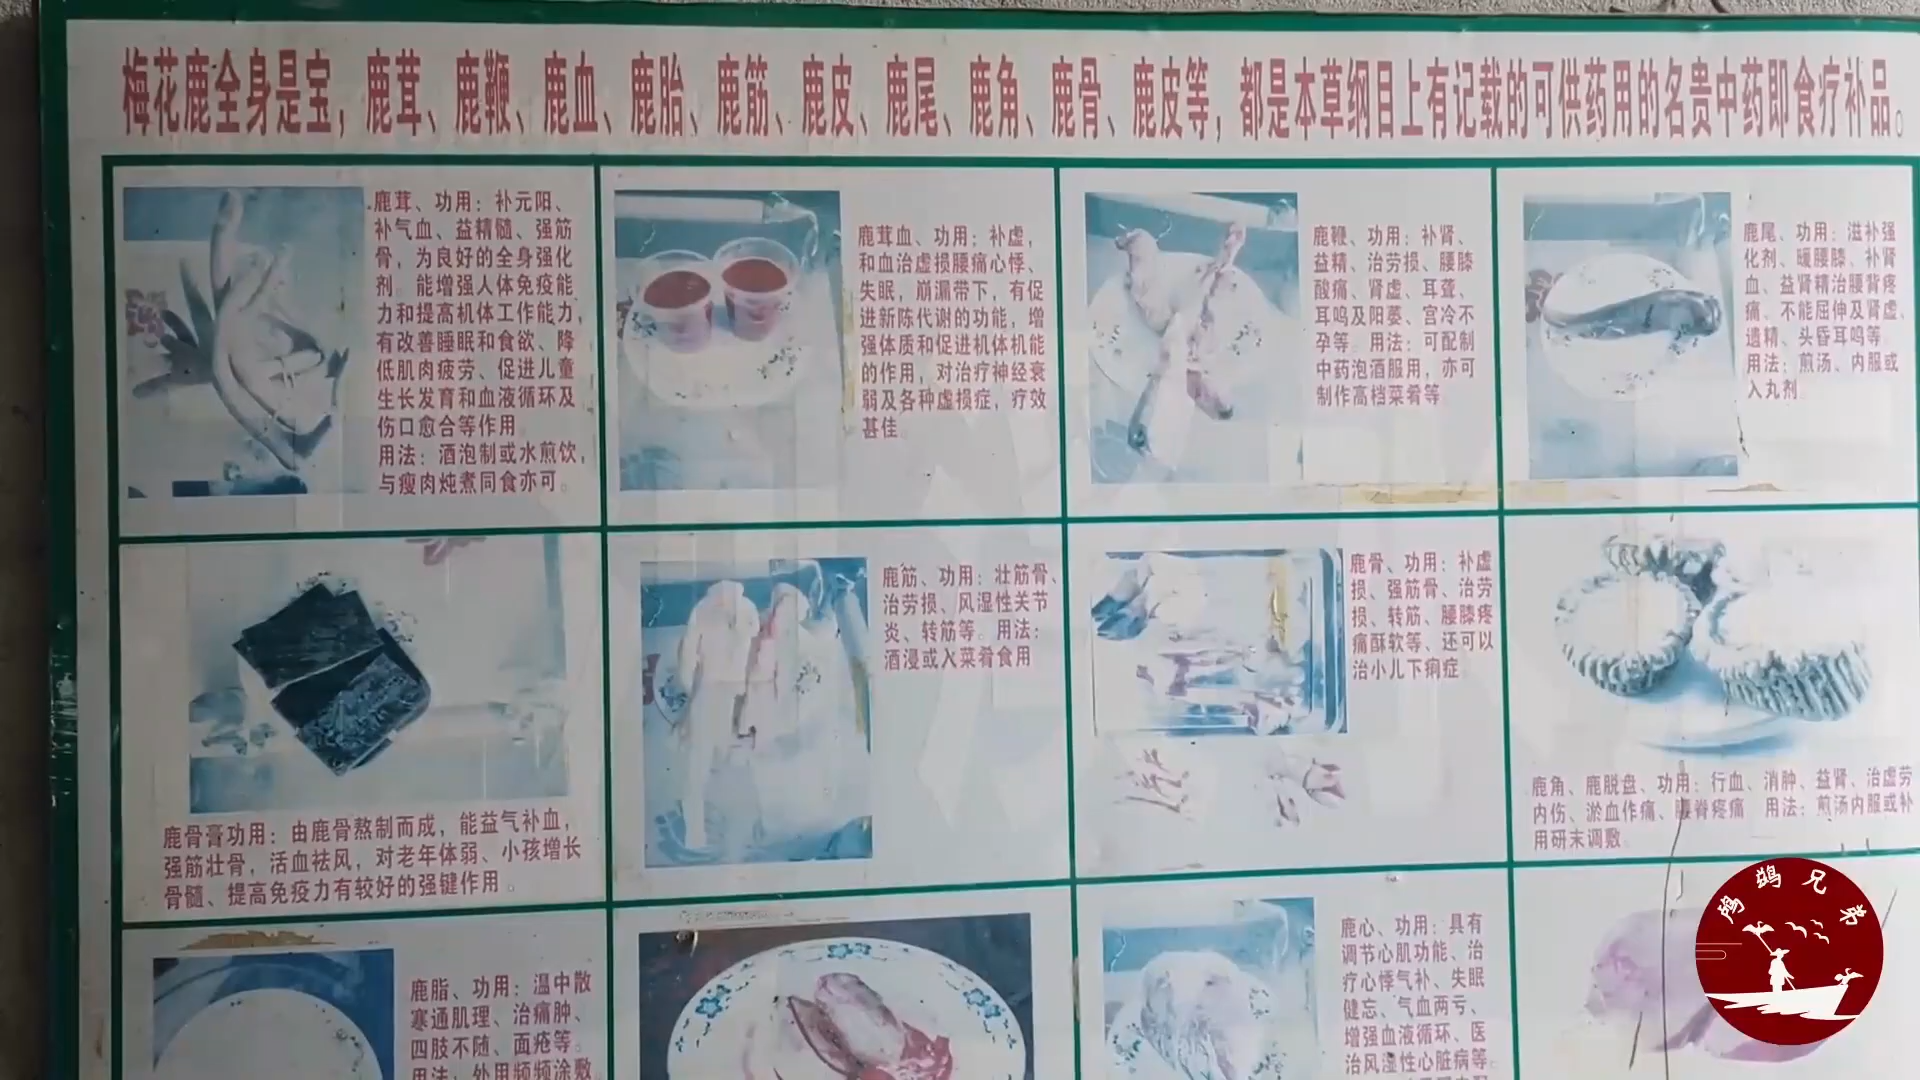 梅花鹿全身是宝，鹿茸、鹿鞭、鹿血、鹿胎、鹿筋、鹿皮、鹿尾、鹿角、鹿骨、鹿皮等，都是本草纲目上有记载的可供药用的名贵中药即食疗补品。
鹿茸、功用：补元阳、
补气血、益精髓、强筋
骨，为良好的全身强化
剂。能增强人体免疫能
力和提高机体工作能力，
有改善睡眠和食欲、降
低肌肉疲劳、促进儿童
生长发育和血液循环及
伤口愈合等作用。
用法：酒泡制或水煎饮，
与瘦肉炖煮同食亦可。
鹿茸血、功用；补虚，
和血治虚损腰痛心悸、
失眠，崩漏带下，有促
进新陈代谢的功能，增
强体质和促进机体机能
的作用，对治疗神经衰
弱及各种虚损症，疗效
甚佳。
鹿鞭、功用：补肾、
益精、治劳损、腰膝
酸痛、肾虚、耳聋、
耳鸣及阳萎、宫冷不
孕等。用法：可配制
中药泡酒服用，亦可
制作高档菜肴等
鹿尾、功用：滋补强
化剂、暖腰膝、补肾
血、益肾精治腰背疼
痛、不能屈伸及肾虚、
遗精、头昏耳鸣等。
用法：煎汤、内服或
入丸剂。
鹿骨膏功用：由鹿骨熬制而成，能益气补血，
强筋壮骨，活血祛风，对老年体弱、小孩增长
骨髓、提高免疫力有较好的强键作用。
鹿筋、功用：壮筋骨、
治劳损、风湿性关节
炎、转筋等。用法：
酒浸或入菜肴食用
鹿骨、功用：补虚
损、强筋骨、治劳
损、转筋、腰膝疼
痛酥软等、还可以
治小儿下痢症。
鹿角、鹿脱盘、功用：行血、消肿、益肾、治虚劳
内伤、淤血作痛、腰脊疼痛 用法：煎汤内服或外
用研末调敷。
鹿脂、功用：温中散
寒通肌理、治痛肿、
四肢不随、面疮等。
用法：外用频频涂敷
鹿心、功用：具有
调节心肌功能、治
疗心悸气补、失眠
健忘、气血两亏、
增强血液循环、医
治风湿性心脏病等。
鸬鹚兄弟